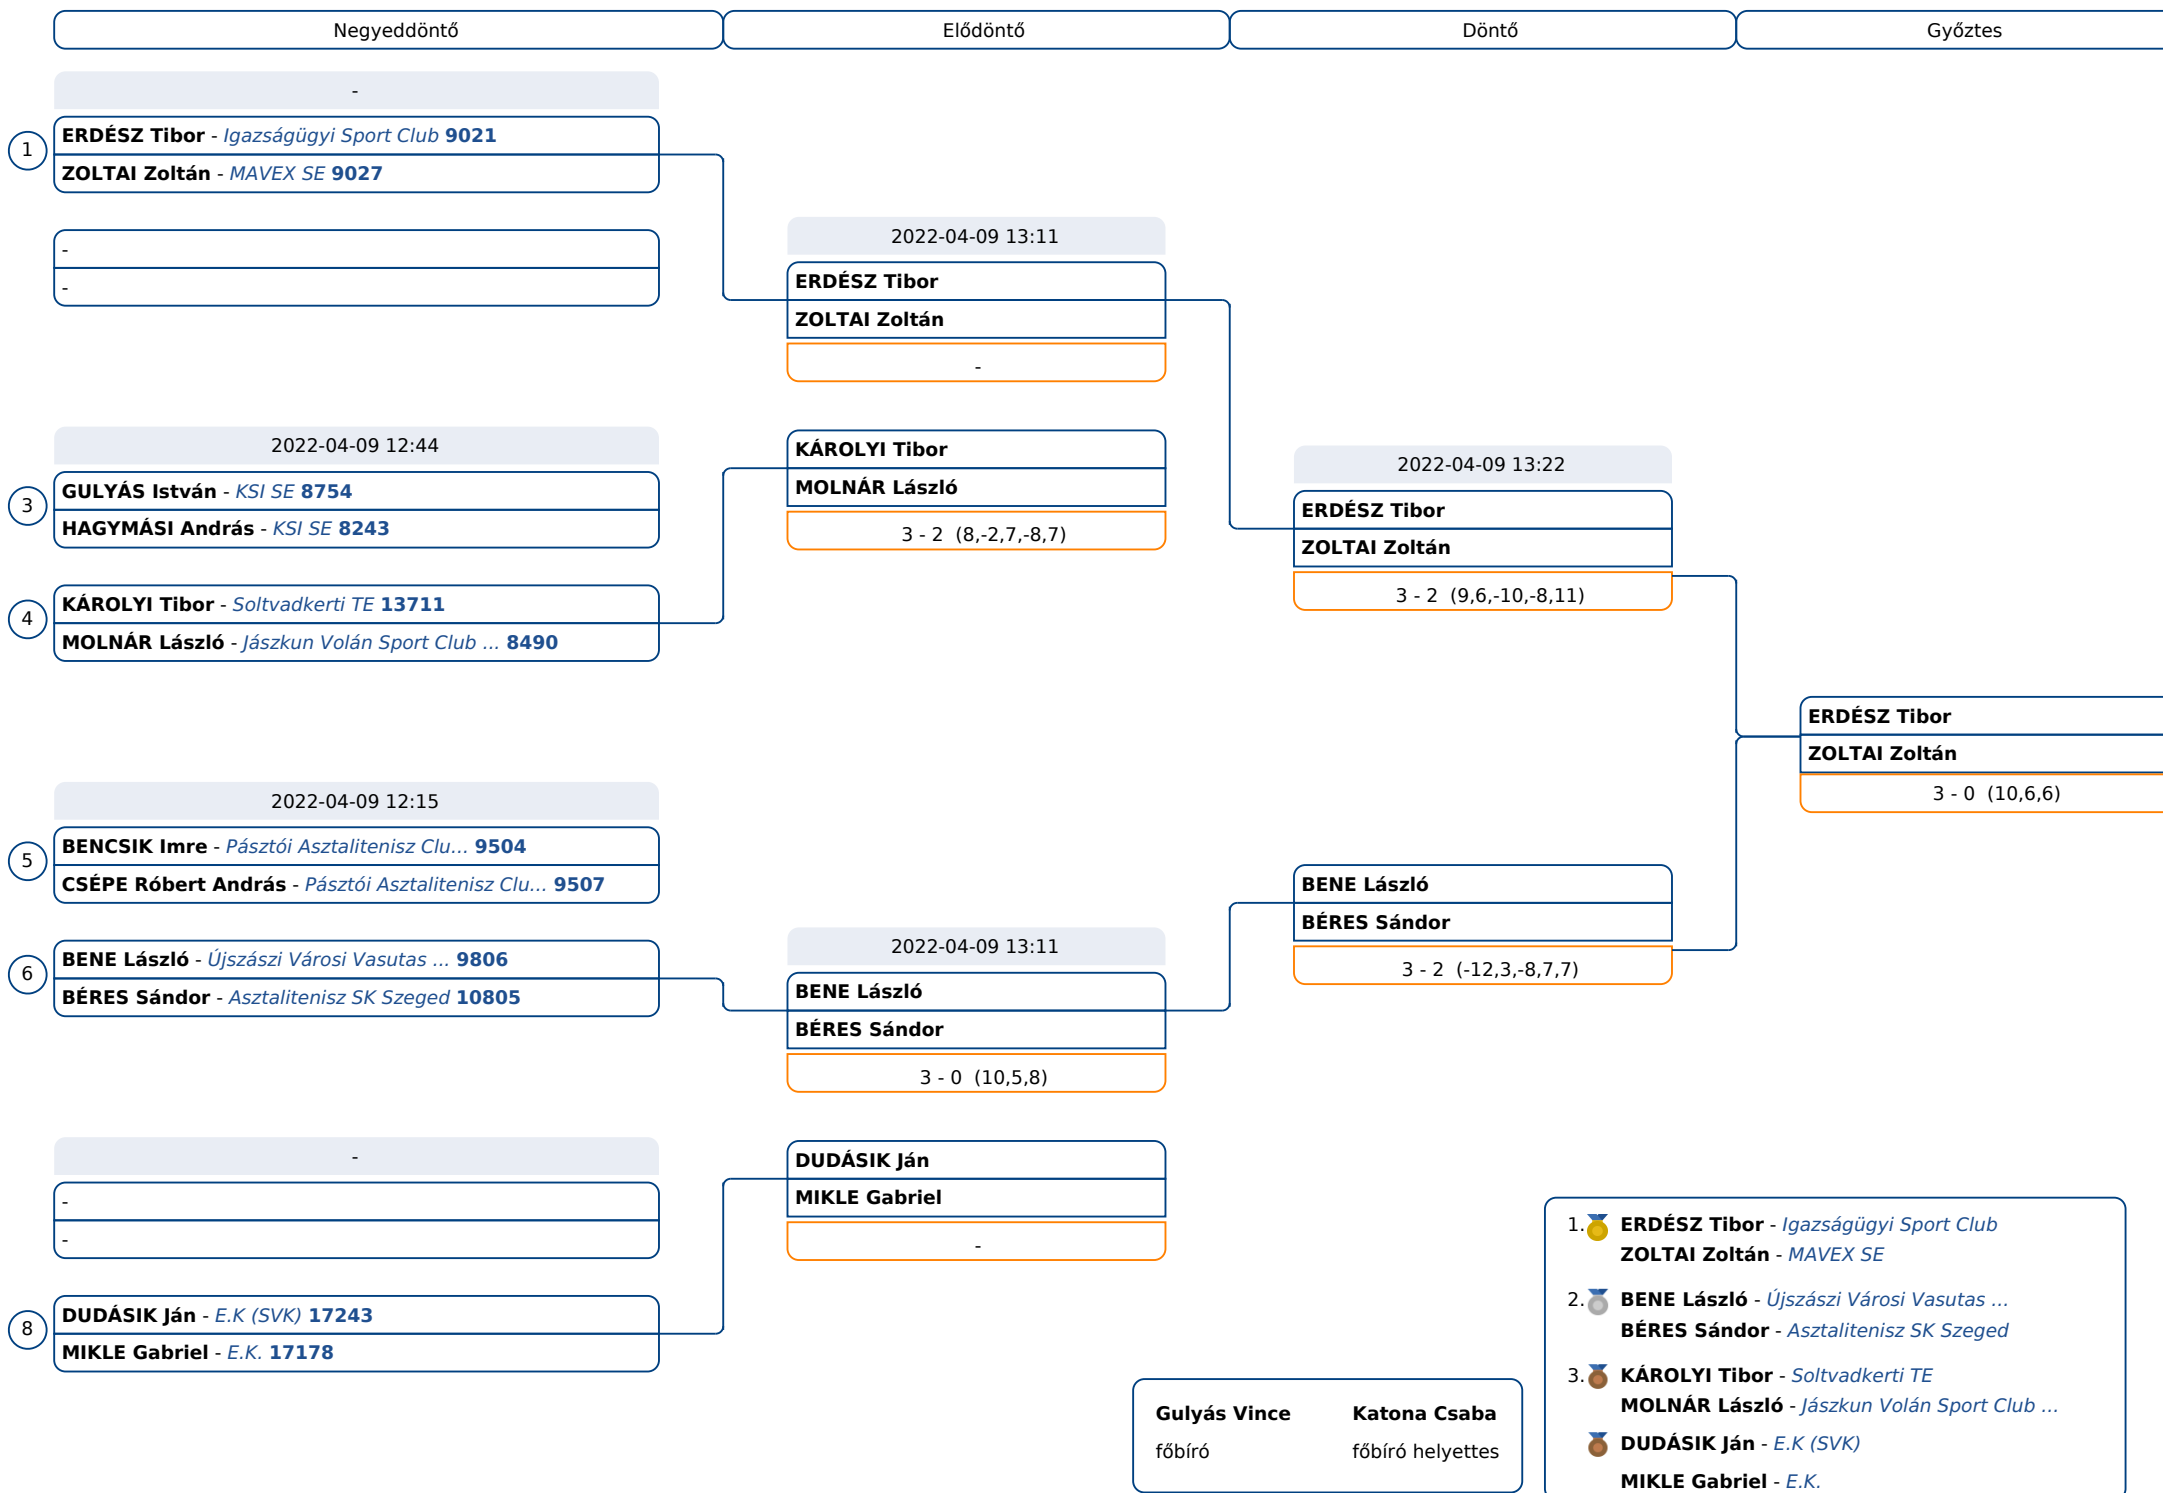 Negyeddöntő
Elődöntő
Döntő
Győztes
-
1
ERDÉSZ Tibor - Igazságügyi Sport Club 9021
ZOLTAI Zoltán - MAVEX SE 9027
-
-
2022-04-09 12:44
3
GULYÁS István - KSI SE 8754
HAGYMÁSI András - KSI SE 8243
4
KÁROLYI Tibor - Soltvadkerti TE 13711
MOLNÁR László - Jászkun Volán Sport Club ... 8490
2022-04-09 12:15
5
BENCSIK Imre - Pásztói Asztalitenisz Clu... 9504
CSÉPE Róbert András - Pásztói Asztalitenisz Clu... 9507
6
BENE László - Újszászi Városi Vasutas ... 9806
BÉRES Sándor - Asztalitenisz SK Szeged 10805
-
-
-
8
DUDÁSIK Ján - E.K (SVK) 17243
MIKLE Gabriel - E.K. 17178
2022-04-09 13:11
ERDÉSZ Tibor
ZOLTAI Zoltán
-
KÁROLYI Tibor
MOLNÁR László
3 - 2 (8,-2,7,-8,7)
2022-04-09 13:11
BENE László
BÉRES Sándor
3 - 0 (10,5,8)
DUDÁSIK Ján
MIKLE Gabriel
-
2022-04-09 13:22
ERDÉSZ Tibor
ZOLTAI Zoltán
3 - 2 (9,6,-10,-8,11)
BENE László
BÉRES Sándor
3 - 2 (-12,3,-8,7,7)
ERDÉSZ Tibor
ZOLTAI Zoltán
3 - 0 (10,6,6)
Gulyás Vince
főbíró
Katona Csaba
főbíró helyettes
1. ERDÉSZ Tibor - Igazságügyi Sport Club
ZOLTAI Zoltán - MAVEX SE
2. BENE László - Újszászi Városi Vasutas ...
BÉRES Sándor - Asztalitenisz SK Szeged
3. KÁROLYI Tibor - Soltvadkerti TE
MOLNÁR László - Jászkun Volán Sport Club ...
DUDÁSIK Ján - E.K (SVK)
MIKLE Gabriel - E.K.